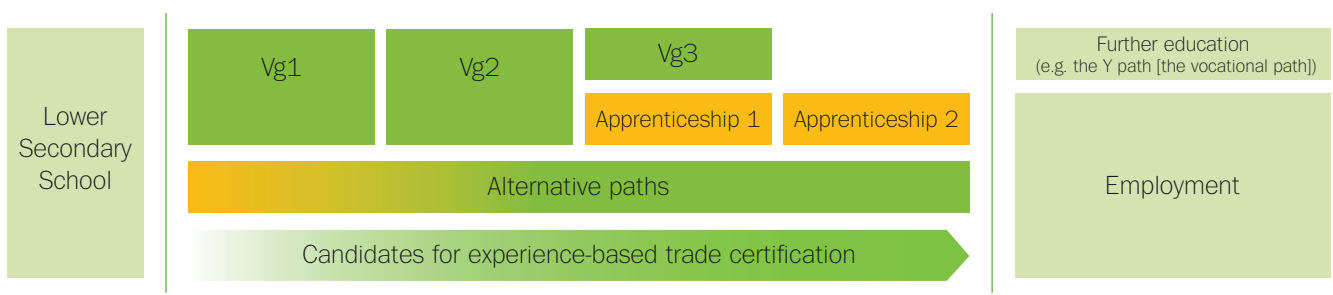 Lower
Secondary
School
Vg1
Vg2
Vg3
Apprenticeship 1
Apprenticeship 2
Alternative paths
Candidates for experience-based trade certification
Further education
(e.g. the Y path [the vocational path])
Employment